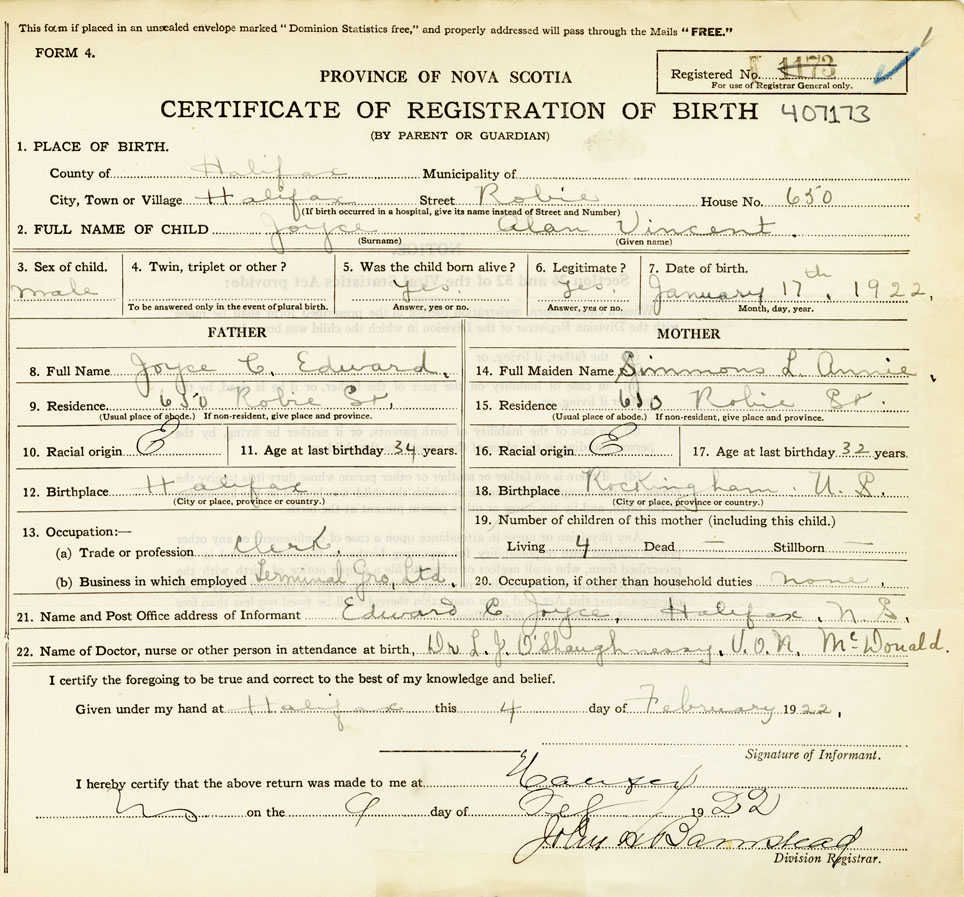 This form if placed in an unsealed envelope marked "Dominion Statistics free," and properly addressed will pass through the Mails "FREE."
FORM 4.
Registered No. 1173
For use of Registrar General only.
PROVINCE OF NOVA SCOTIA
CERTIFICATE OF REGISTRATION OF BIRTH 407173
(BY PARENT OR GUARDIAN)
1. PLACE OF BIRTH.
County of Halifax Municipality of
City, Town or Village Halifax Street Robie House No. 650
(If birth occurred in a hospital, give its name instead of Street and Number)
2. FULL NAME OF CHILD Joyce Alan Vincent.
(Surname) (Given name)
3. Sex of child. 4. Twin, triplet or other? 5. Was the child born alive? 6. Legitimate? 7. Date of birth.
male yes. January 17th, 1922.
To be answered only in the event of plural birth. Answer, yes or no. Answer, yes or no. Month, day, year.
FATHER MOTHER
8. Full Name Joyce C. Edward. 14. Full Maiden Name Simmons L. Annie
9. Residence 650 Robie St. 15. Residence 650 Robie St.
(Usual place of abode.) If non-resident, give place and province. (Usual place of abode.) If non-resident, give place and province.
10. Racial origin E 11. Age at last birthday 34 years. 16. Racial origin E 17. Age at last birthday 32 years.
12. Birthplace Halifax 18. Birthplace Rockingham. N.S.
(City or place, province or country.) (City or place, province or country.)
13. Occupation:— 19. Number of children of this mother (including this child.)
(a) Trade or profession Clerk. Living 4 Dead — Stillborn —
(b) Business in which employed Terminal Gro. Ltd. 20. Occupation, if other than household duties none.
21. Name and Post Office address of Informant Edward C. Joyce, Halifax, N.S.
22. Name of Doctor, nurse or other person in attendance at birth, Dr. L. J. O'Shaughnessy, V.O.N. McDonald.
I certify the foregoing to be true and correct to the best of my knowledge and belief.
Given under my hand at Halifax this 4 day of February 1922,
Signature of Informant.
I hereby certify that the above return was made to me at
on the 9 day of Feb 1922
John A Barnstead
Division Registrar.